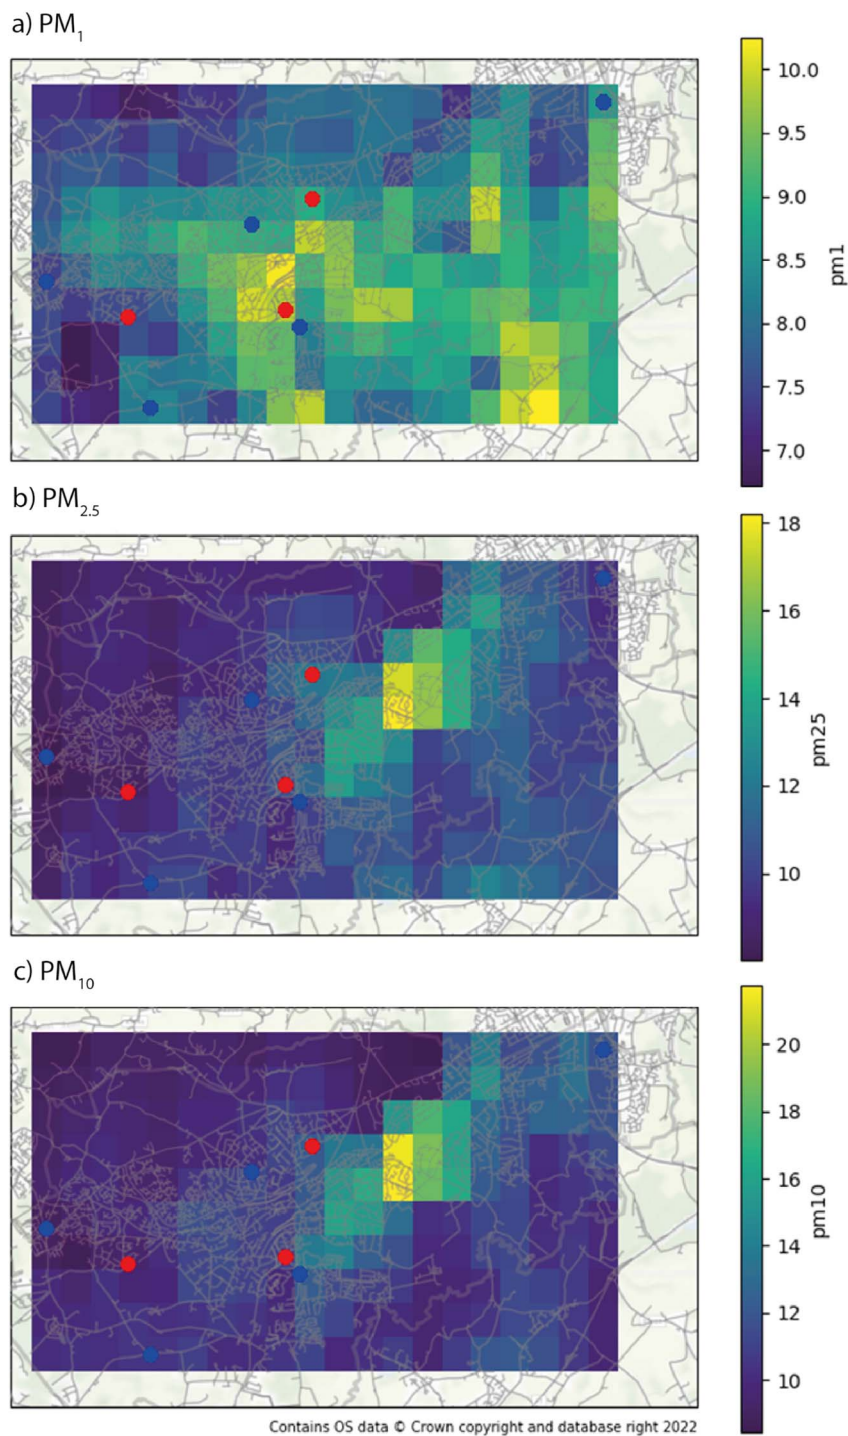 a) PM₁
10.0
9.5
9.0
8.5
8.0
7.5
7.0
pm1
b) PM₂.₅
18
16
14
12
10
pm25
c) PM₁₀
20
18
16
14
12
10
pm10
Contains OS data © Crown copyright and database right 2022